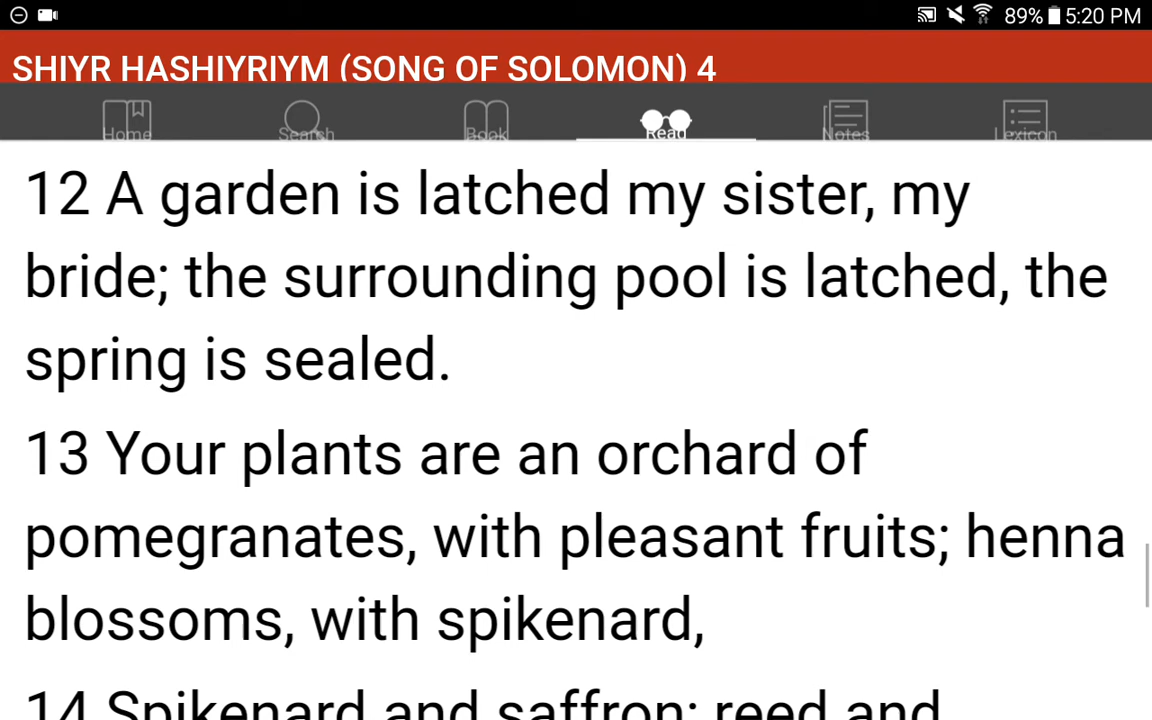 89% 5:20 PM
SHIYR HASHIYRIYM (SONG OF SOLOMON) 4
Home Search Book Read Notes Lexicon
12 A garden is latched my sister, my
bride; the surrounding pool is latched, the
spring is sealed.
13 Your plants are an orchard of
pomegranates, with pleasant fruits; henna
blossoms, with spikenard,
14 Spikenard and saffron; reed and